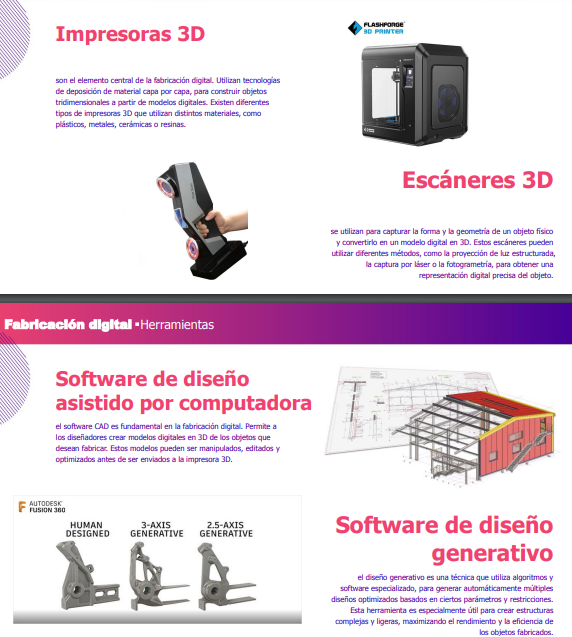 Impresoras 3D
FLASHFORGE
3D PRINTER
son el elemento central de la fabricación digital. Utilizan tecnologías
de deposición de material capa por capa, para construir objetos
tridimensionales a partir de modelos digitales. Existen diferentes
tipos de impresoras 3D que utilizan distintos materiales, como
plásticos, metales, cerámicas o resinas.
Escáneres 3D
se utilizan para capturar la forma y la geometría de un objeto físico
y convertirlo en un modelo digital en 3D. Estos escáneres pueden
utilizar diferentes métodos, como la proyección de luz estructurada,
la captura por láser o la fotogrametría, para obtener una
representación digital precisa del objeto.
Fabricación digital ▪Herramientas
Software de diseño
asistido por computadora
el software CAD es fundamental en la fabricación digital. Permite a
los diseñadores crear modelos digitales en 3D de los objetos que
desean fabricar. Estos modelos pueden ser manipulados, editados y
optimizados antes de ser enviados a la impresora 3D.
AUTODESK
FUSION 360
HUMAN
DESIGNED
3-AXIS
GENERATIVE
2.5-AXIS
GENERATIVE
Software de diseño
generativo
el diseño generativo es una técnica que utiliza algoritmos y
software especializado, para generar automáticamente múltiples
diseños optimizados basados en ciertos parámetros y restricciones.
Esta herramienta es especialmente útil para crear estructuras
complejas y ligeras, maximizando el rendimiento y la eficiencia de
los objetos fabricados.